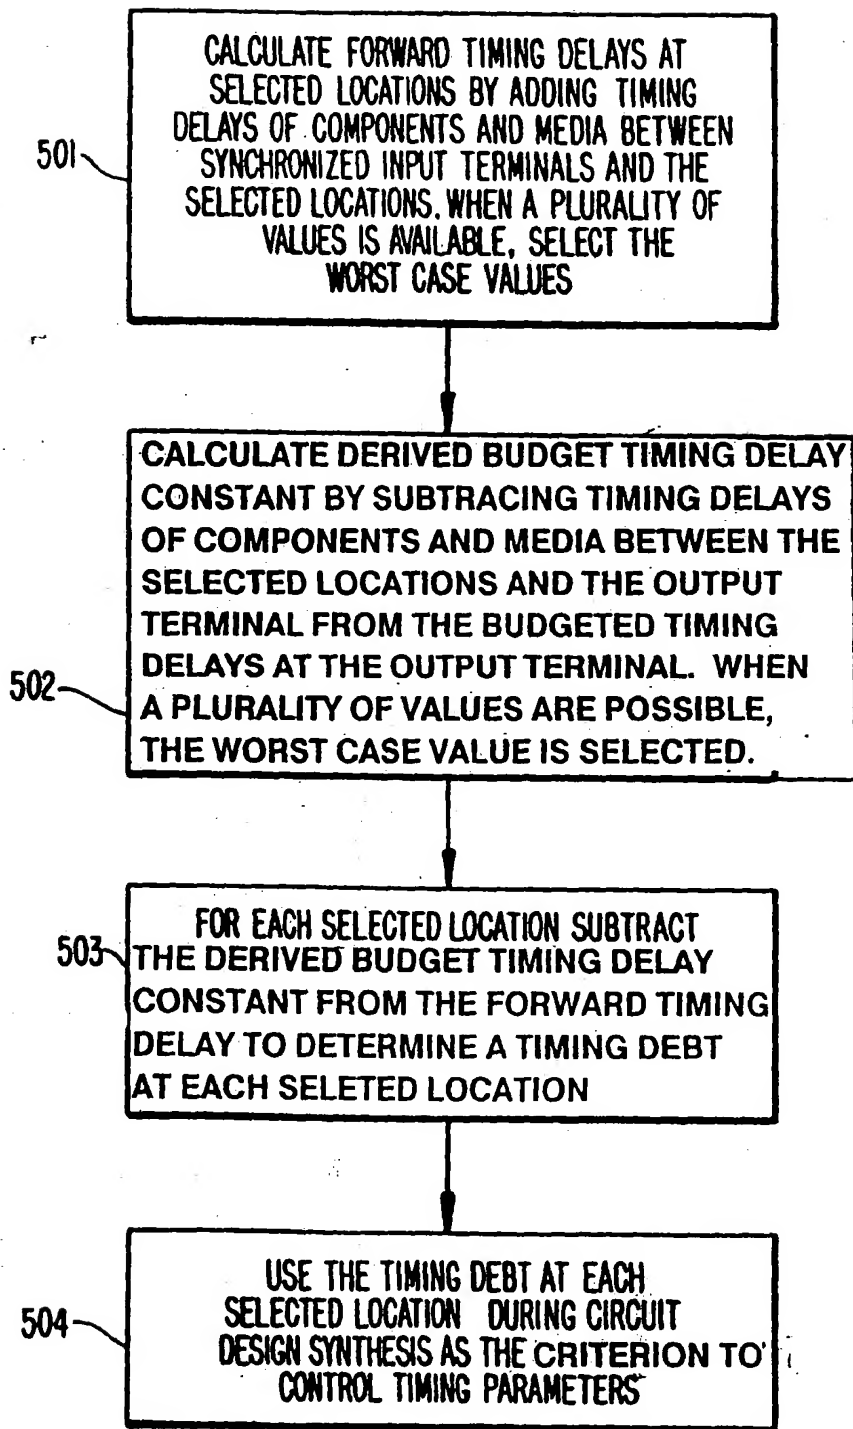 CALCULATE FORWARD TIMING DELAYS AT
SELECTED LOCATIONS BY ADDING TIMING
DELAYS OF COMPONENTS AND MEDIA BETWEEN
501
SYNCHRONIZED INPUT TERMINALS AND THE
SELECTED LOCATIONS. WHEN A PLURALITY OF
VALUES IS AVAILABLE, SELECT THE
WORST CASE VALUES
CALCULATE DERIVED BUDGET TIMING DELAY
CONSTANT BY SUBTRACING TIMING DELAYS
OF COMPONENTS AND MEDIA BETWEEN THE
SELECTED LOCATIONS AND THE OUTPUT
TERMINAL FROM THE BUDGETED TIMING
DELAYS AT THE OUTPUT TERMINAL. WHEN
502
A PLURALITY OF VALUES ARE POSSIBLE,
THE WORST CASE VALUE IS SELECTED.
FOR EACH SELECTED LOCATION SUBTRACT
503
THE DERIVED BUDGET TIMING DELAY
CONSTANT FROM THE FORWARD TIMING
DELAY TO DETERMINE A TIMING DEBT
AT EACH SELETED LOCATION
USE THE TIMING DEBT AT EACH
SELECTED LOCATION DURING CIRCUIT
504
DESIGN SYNTHESIS AS THE CRITERION TO
CONTROL TIMING PARAMETERS